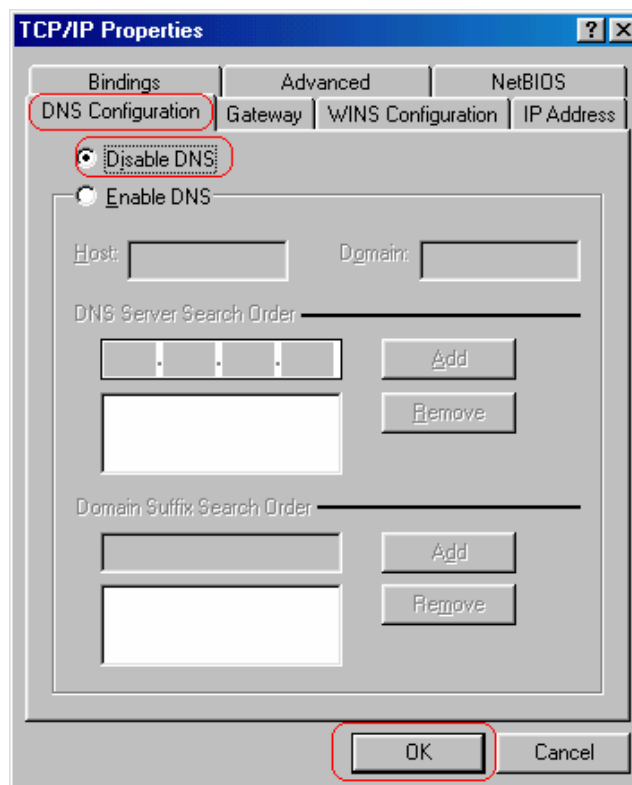 TCP/IP Properties
? X
Bindings Advanced NetBIOS
DNS Configuration Gateway WINS Configuration IP Address
Disable DNS
Enable DNS
Host: Domain:
DNS Server Search Order
. . .
Add
Remove
Domain Suffix Search Order
Add
Remove
OK Cancel